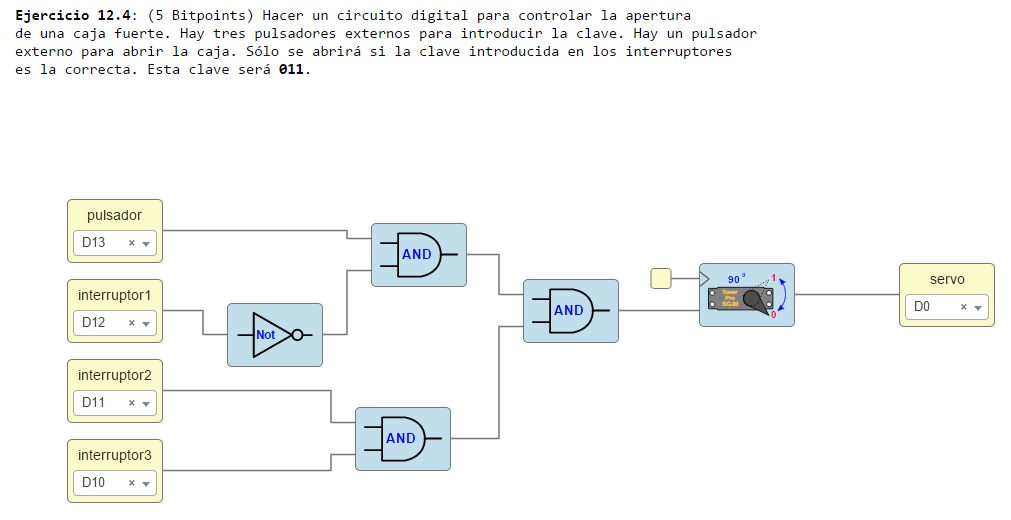 Ejercicio 12.4: (5 Bitpoints) Hacer un circuito digital para controlar la apertura
de una caja fuerte. Hay tres pulsadores externos para introducir la clave. Hay un pulsador
externo para abrir la caja. Sólo se abrirá si la clave introducida en los interruptores
es la correcta. Esta clave será 011.
pulsador
D13 × ▾
interruptor1
D12 × ▾
interruptor2
D11 × ▾
interruptor3
D10 × ▾
Not
AND
AND
AND
90 º
1
Tower
Pro
SG-90
0
servo
D0 × ▾